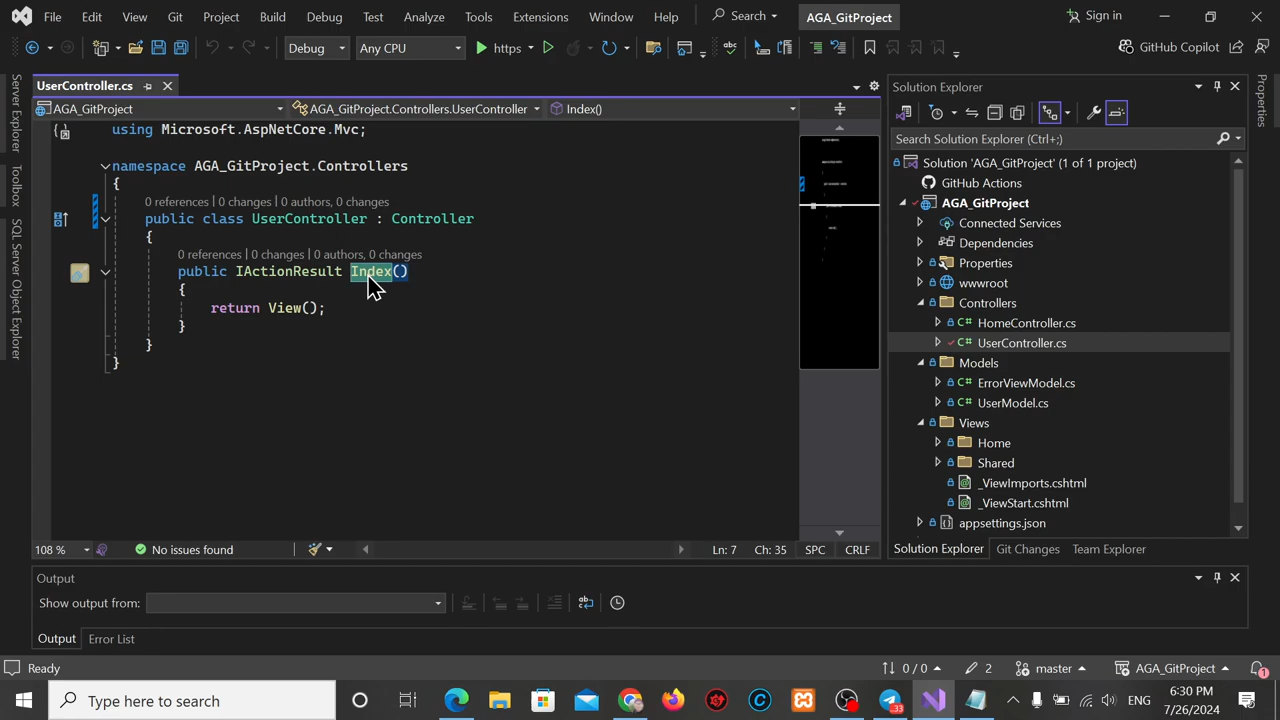 File Edit View Git Project Build Debug Test Analyze Tools Extensions Window Help Search AGA_GitProject Sign in
Debug Any CPU https GitHub Copilot
UserController.cs
AGA_GitProject AGA_GitProject.Controllers.UserController Index()
using Microsoft.AspNetCore.Mvc;
namespace AGA_GitProject.Controllers
{
0 references | 0 changes | 0 authors, 0 changes
public class UserController : Controller
{
0 references | 0 changes | 0 authors, 0 changes
public IActionResult Index()
{
return View();
}
}
}
108 % No issues found Ln: 7 Ch: 35 SPC CRLF
Server Explorer
Toolbox
SQL Server Object Explorer
Solution Explorer
Search Solution Explorer (Ctrl+;)
Solution 'AGA_GitProject' (1 of 1 project)
GitHub Actions
AGA_GitProject
Connected Services
Dependencies
Properties
wwwroot
Controllers
C# HomeController.cs
C# UserController.cs
Models
C# ErrorViewModel.cs
C# UserModel.cs
Views
Home
Shared
_ViewImports.cshtml
_ViewStart.cshtml
appsettings.json
Solution Explorer Git Changes Team Explorer
Properties
Output
Show output from:
Output Error List
Ready 0 / 0 2 master AGA_GitProject 1
Type here to search 33 ENG 6:30 PM
7/26/2024